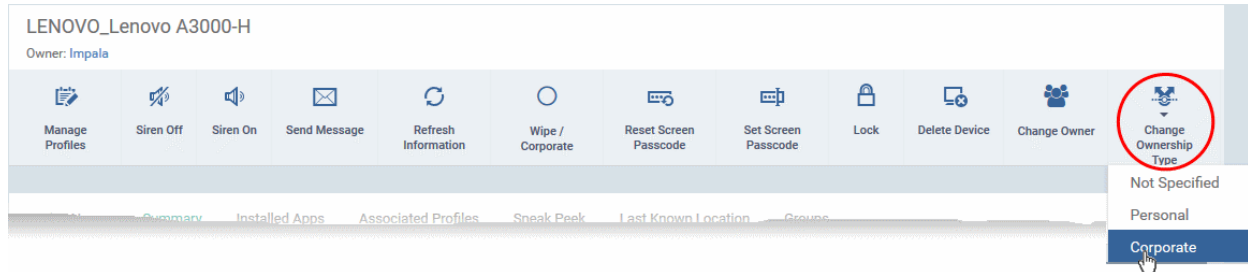 LENOVO_Lenovo A3000-H
Owner: Impala
Manage
Profiles
Siren Off
Siren On
Send Message
Refresh
Information
Wipe /
Corporate
Reset Screen
Passcode
Set Screen
Passcode
Lock
Delete Device
Change Owner
Change
Ownership
Type
Not Specified
Personal
Corporate
Summary
Installed Apps
Associated Profiles
Sneak Peek
Last Known Location
Groups